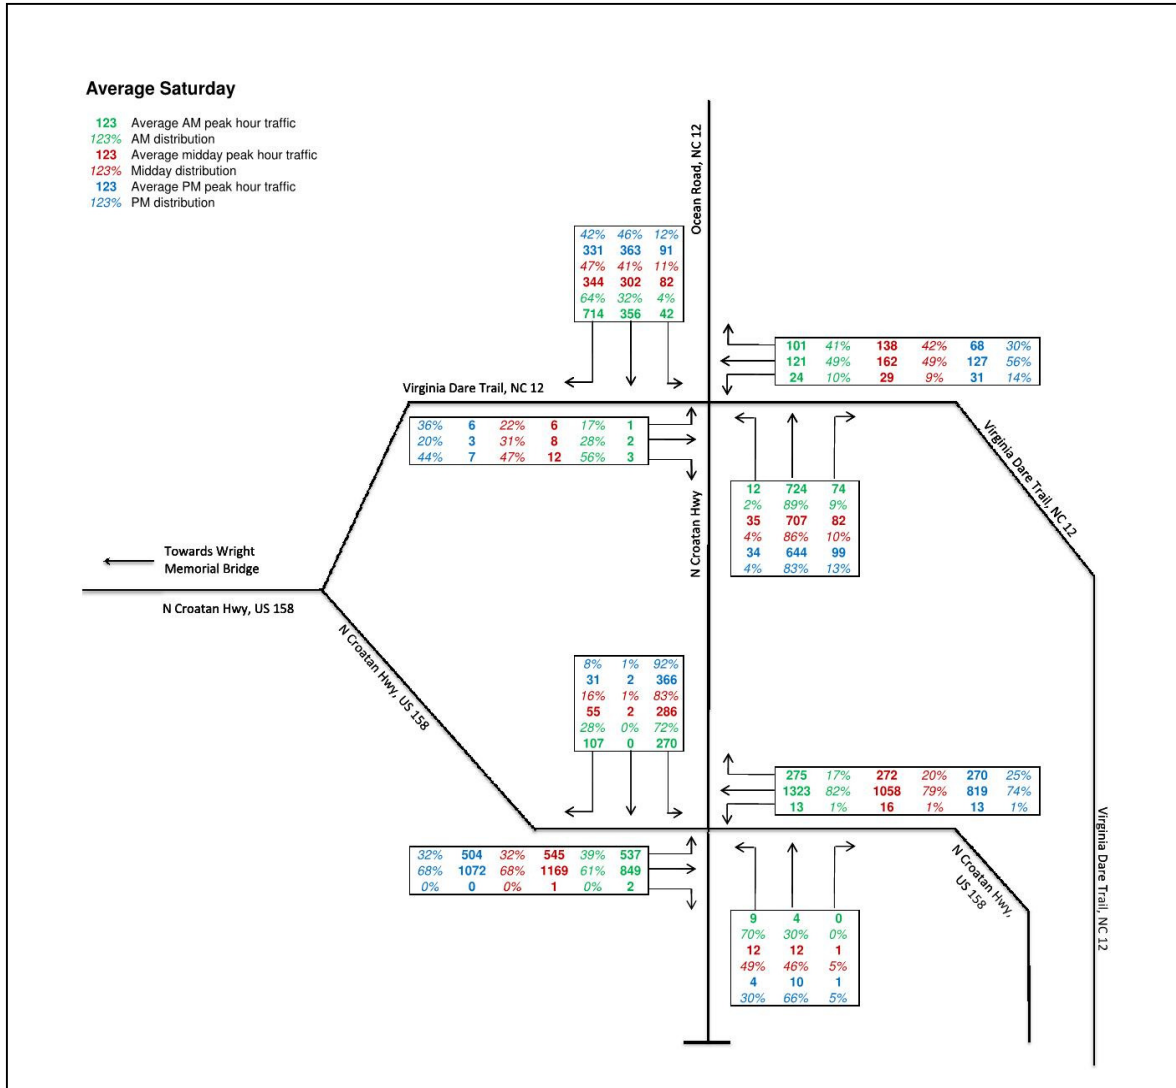 Average Saturday
123 Average AM peak hour traffic
123% AM distribution
123 Average midday peak hour traffic
123% Midday distribution
123 Average PM peak hour traffic
123% PM distribution
Ocean Road, NC 12
42% 46% 12%
331 363 91
47% 41% 11%
344 302 82
64% 32% 4%
714 356 42
101 41% 138 42% 68 30%
121 49% 162 49% 127 56%
24 10% 29 9% 31 14%
Virginia Dare Trail, NC 12
36% 6 22% 6 17% 1
20% 3 31% 8 28% 2
44% 7 47% 12 56% 3
Virginia Dare Trail, NC 12
N Croatan Hwy
12 724 74
2% 89% 9%
35 707 82
4% 86% 10%
34 644 99
4% 83% 13%
Towards Wright
Memorial Bridge
N Croatan Hwy, US 158
N Croatan Hwy, US 158
8% 1% 92%
31 2 366
16% 1% 83%
55 2 286
28% 0% 72%
107 0 270
275 17% 272 20% 270 25%
1323 82% 1058 79% 819 74%
13 1% 16 1% 13 1%
Virginia Dare Trail, NC 12
32% 504 32% 545 39% 537
68% 1072 68% 1169 61% 849
0% 0 0% 1 0% 2
N Croatan Hwy,
US 158
9 4 0
70% 30% 0%
12 12 1
49% 46% 5%
4 10 1
30% 66% 5%